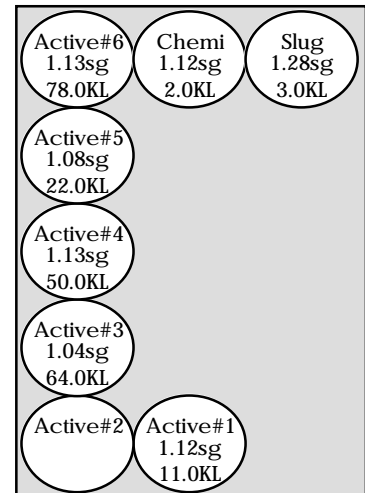 Active#6
1.13sg
78.0KL
Chemi
1.12sg
2.0KL
Slug
1.28sg
3.0KL
Active#5
1.08sg
22.0KL
Active#4
1.13sg
50.0KL
Active#3
1.04sg
64.0KL
Active#2
Active#1
1.12sg
11.0KL